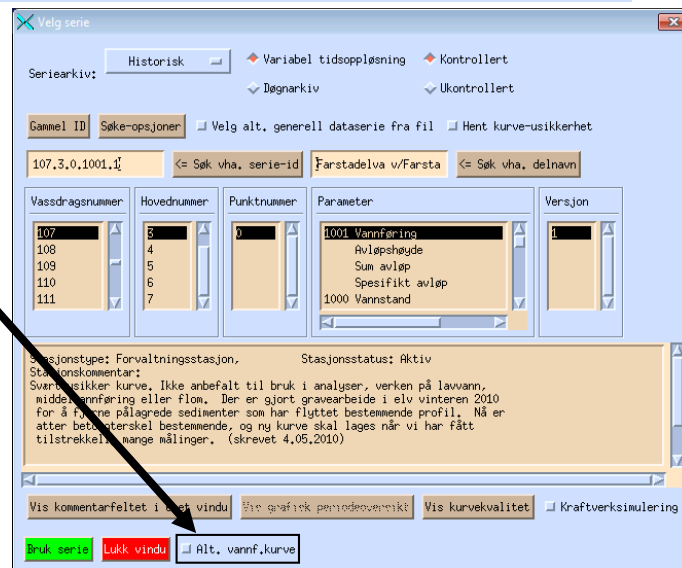 Velg serie
Seriearkiv: Historisk Variabel tidsoppløsning Kontrollert
Døgnarkiv Ukontrollert
Gammel ID Søke-opsjoner Velg alt. generell dataserie fra fil Hent kurve-usikkerhet
107.3.0.1001.1 <= Søk vha. serie-id Farstadelva v/Farsta <= Søk vha. delnavn
Vassdragsnummer Hovednummer Punktnummer Parameter Versjon
107 3 0 1001 Vannføring 1
108 4 Avløpshøyde
109 5 Sum avløp
110 6 Spesifikt avløp
111 7 1000 Vannstand
Stasjonstype: Forvaltningsstasjon, Stasjonsstatus: Aktiv
Stasjonskommentar:
Svært usikker kurve. Ikke anbefalt til bruk i analyser, verken på lavvann,
middelvannføring eller flom. Der er gjort gravearbeide i elv vinteren 2010
for å fjerne pålagrede sedimenter som har flyttet bestemmende profil. Nå er
atter betongterskel bestemmende, og ny kurve skal lages når vi har fått
tilstrekkelig mange målinger. (skrevet 4.05.2010)
Vis kommentarfeltet i eget vindu Vis grafisk periodeoversikt Vis kurvekvalitet Kraftverksimulering
Bruk serie Lukk vindu Alt. vannf.kurve